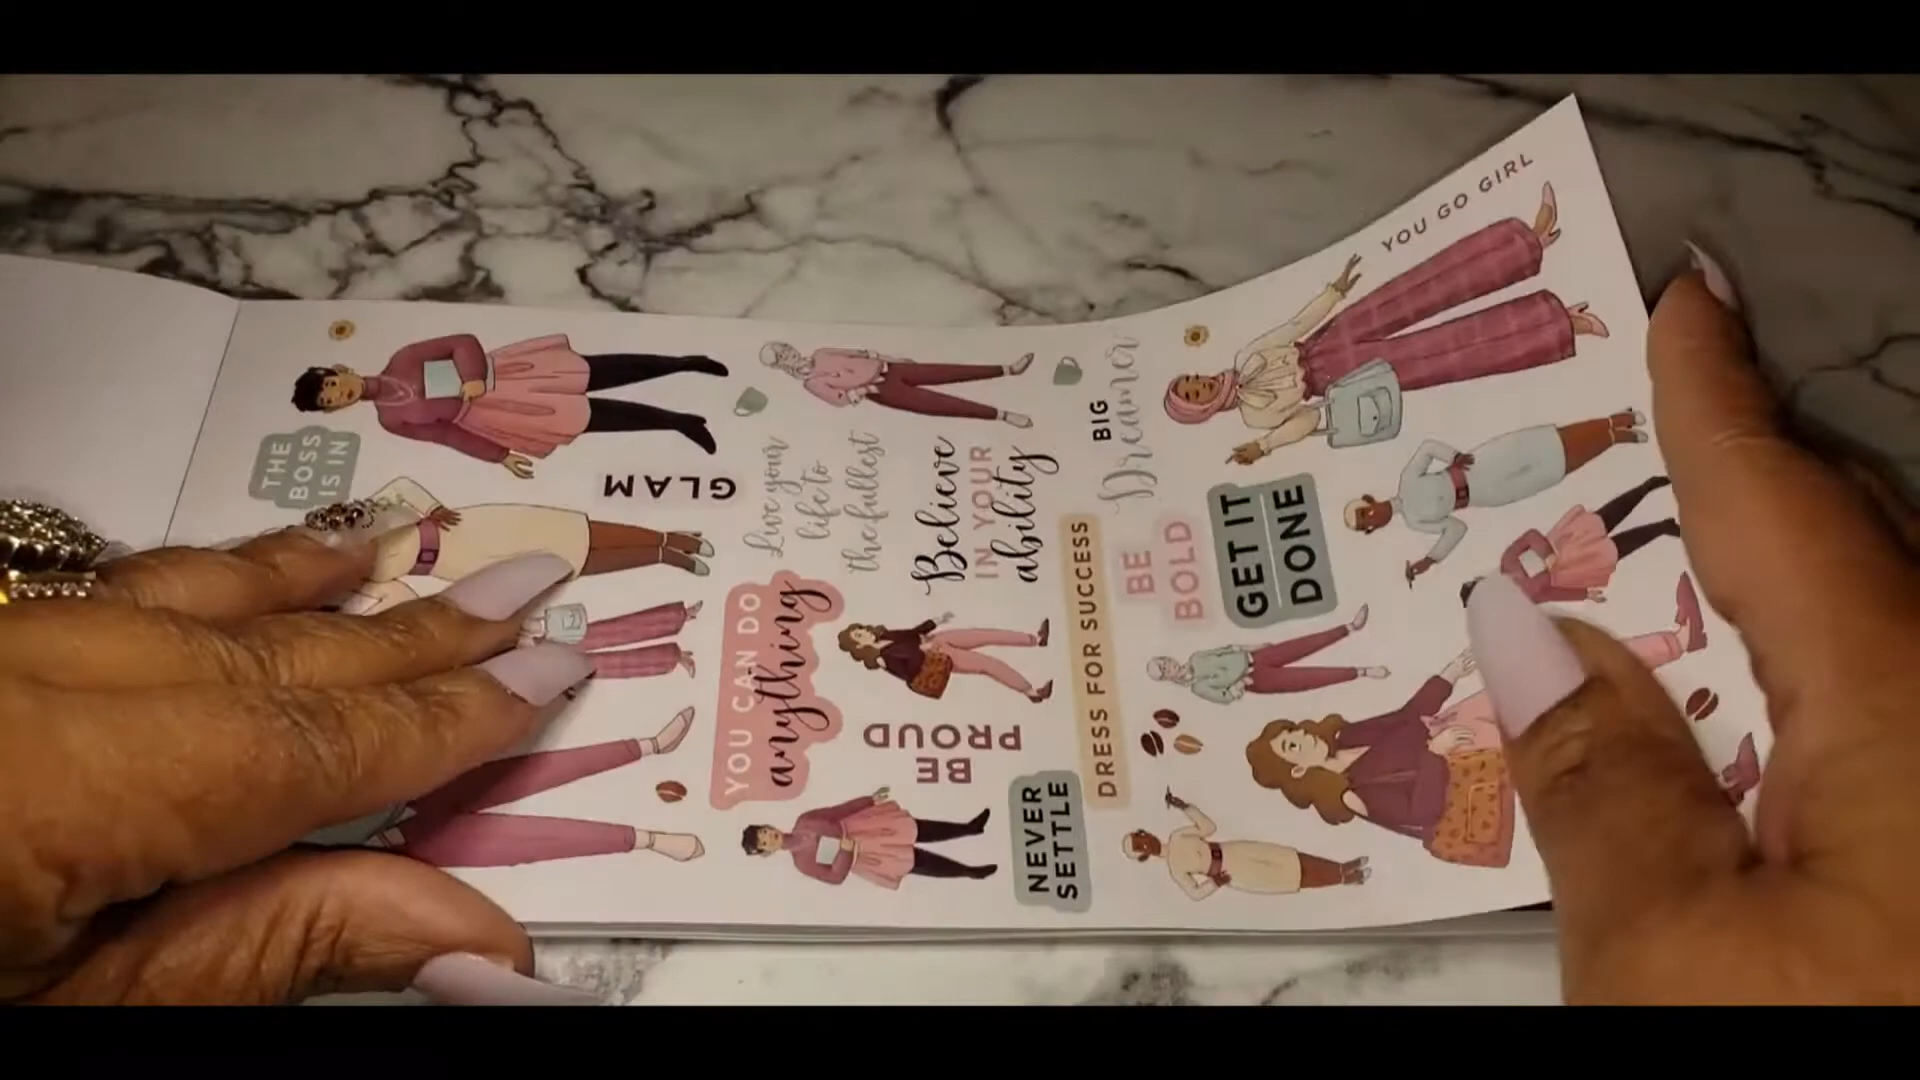 YOU GO GIRL
THE
BOSS
IS IN
GLAM
Live your
life to
the fullest
Believe
IN YOUR
ability
BIG
Dreamer
BE
BOLD
GET IT
DONE
YOU CAN DO
anything
BE
PROUD
DRESS FOR SUCCESS
NEVER
SETTLE